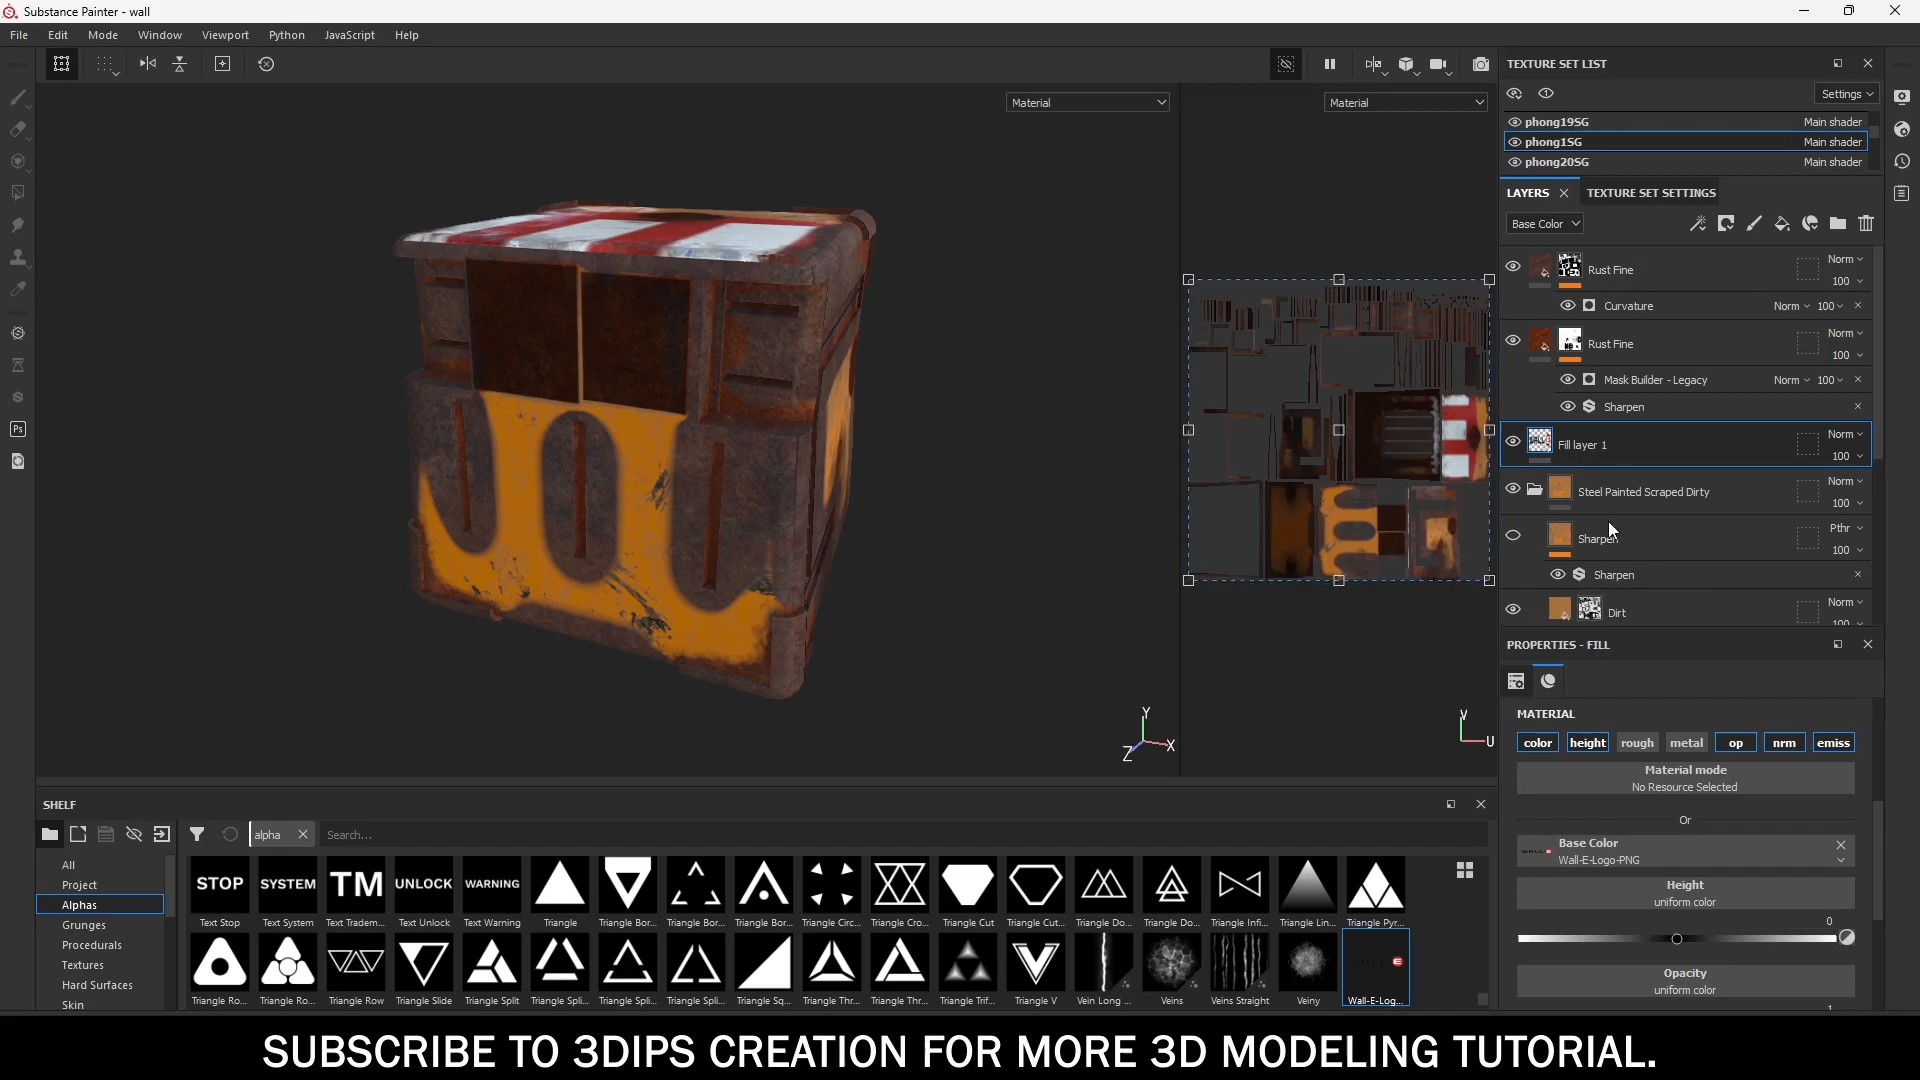 Substance Painter - wall
File Edit Mode Window Viewport Python JavaScript Help
Material
Material
TEXTURE SET LIST
Settings
phong19SG Main shader
phong1SG Main shader
phong20SG Main shader
LAYERS TEXTURE SET SETTINGS
Base Color
Rust Fine Norm 100
Curvature Norm 100
Rust Fine Norm 100
Mask Builder - Legacy Norm 100
Sharpen
Fill layer 1 Norm 100
Steel Painted Scraped Dirty Norm 100
Sharpen Pthr 100
Sharpen
Dirt Norm 100
PROPERTIES - FILL
MATERIAL
color height rough metal op nrm emiss
Material mode
No Resource Selected
Or
Base Color
Wall-E-Logo-PNG
Height
uniform color
0
Opacity
uniform color
Y
X
Z
V
U
SHELF
alpha Search...
All
Project
Alphas
Grunges
Procedurals
Textures
Hard Surfaces
Skin
STOP SYSTEM TM UNLOCK WARNING
Text Stop Text System Text Tradem... Text Unlock Text Warning Triangle Triangle Bor... Triangle Bor... Triangle Bor... Triangle Circ... Triangle Cro... Triangle Cut Triangle Cut... Triangle Do... Triangle Do... Triangle Infi... Triangle Lin... Triangle Pyr...
Triangle Ro... Triangle Ro... Triangle Row Triangle Slide Triangle Split Triangle Spli... Triangle Spli... Triangle Spli... Triangle Sq... Triangle Thr... Triangle Thr... Triangle Trif... Triangle V Vein Long ... Veins Veins Straight Veiny Wall-E-Log...
SUBSCRIBE TO 3DIPS CREATION FOR MORE 3D MODELING TUTORIAL.